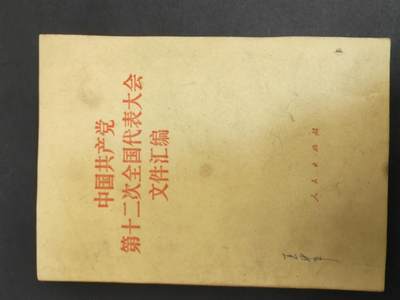 中国共产党
第十二次全国代表大会
文件汇编
人民出版社